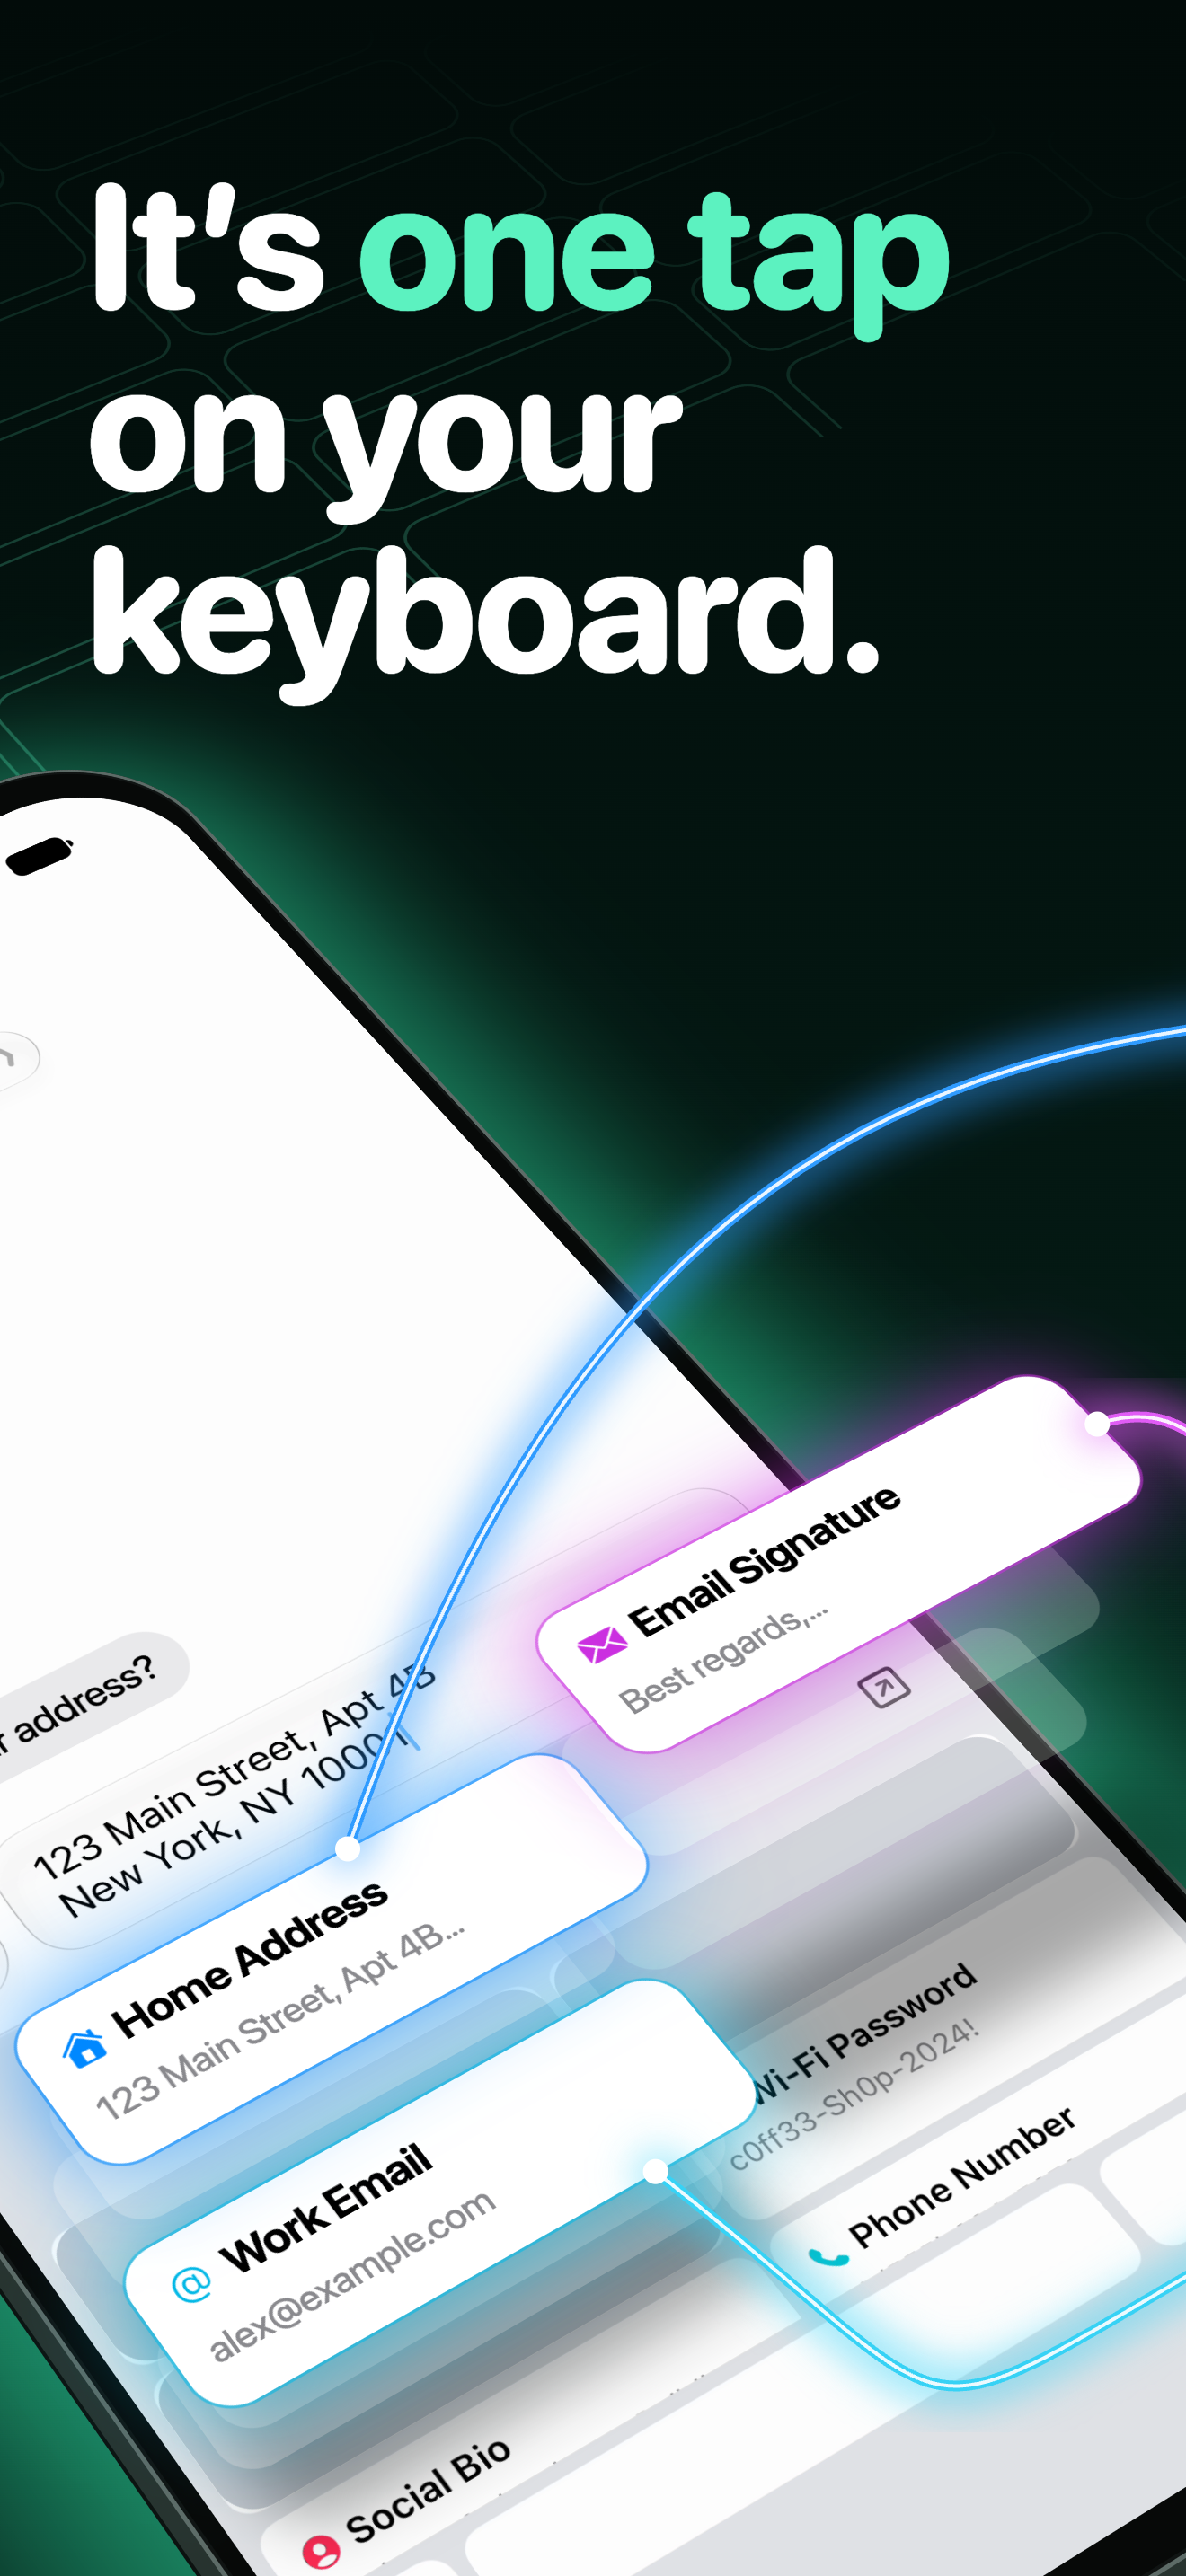 It's one tap
on your
keyboard.
address?
123 Main Street, Apt 4B
New York, NY 10001
Email Signature
Best regards,...
Home Address
123 Main Street, Apt 4B...
Work Email
alex@example.com
Wi-Fi Password
c0ff33-Sh0p-2024!
Phone Number
Social Bio